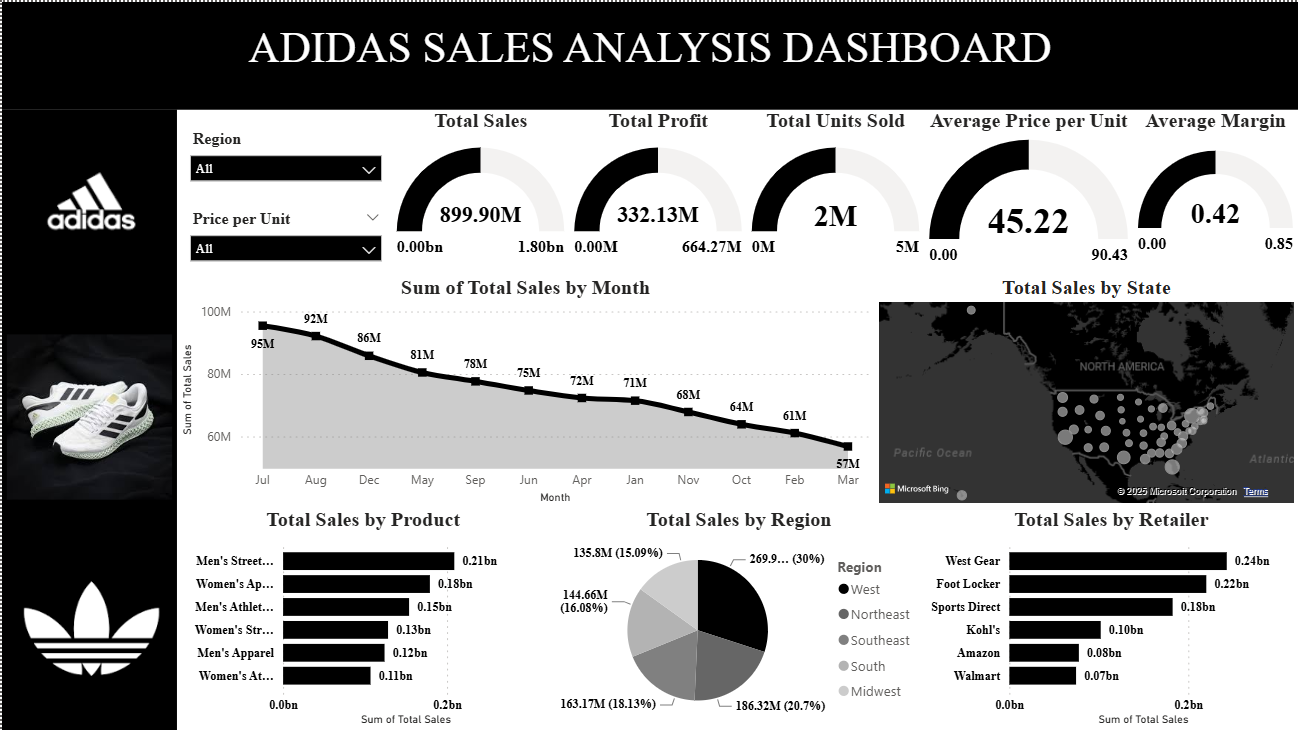 ADIDAS SALES ANALYSIS DASHBOARD
adidas
Region
All
Price per Unit
All
Total Sales
899.90M
0.00bn
1.80bn
Total Profit
332.13M
0.00M
664.27M
Total Units Sold
2M
0M
5M
Average Price per Unit
45.22
0.00
90.43
Average Margin
0.42
0.00
0.85
Sum of Total Sales by Month
Sum of Total Sales
100M
80M
60M
95M
92M
86M
81M
78M
75M
72M
71M
68M
64M
61M
57M
Jul
Aug
Dec
May
Sep
Jun
Apr
Jan
Nov
Oct
Feb
Mar
Month
Total Sales by State
NORTH AMERICA
Pacific Ocean
Atlantic
Microsoft Bing
© 2025 Microsoft Corporation Terms
Total Sales by Product
Men's Street... 0.21bn
Women's Ap... 0.18bn
Men's Athlet... 0.15bn
Women's Str... 0.13bn
Men's Apparel 0.12bn
Women's At... 0.11bn
0.0bn
0.2bn
Sum of Total Sales
Total Sales by Region
135.8M (15.09%)
269.9... (30%)
144.66M
(16.08%)
163.17M (18.13%)
186.32M (20.7%)
Region
West
Northeast
Southeast
South
Midwest
Total Sales by Retailer
West Gear 0.24bn
Foot Locker 0.22bn
Sports Direct 0.18bn
Kohl's 0.10bn
Amazon 0.08bn
Walmart 0.07bn
0.0bn
0.2bn
Sum of Total Sales